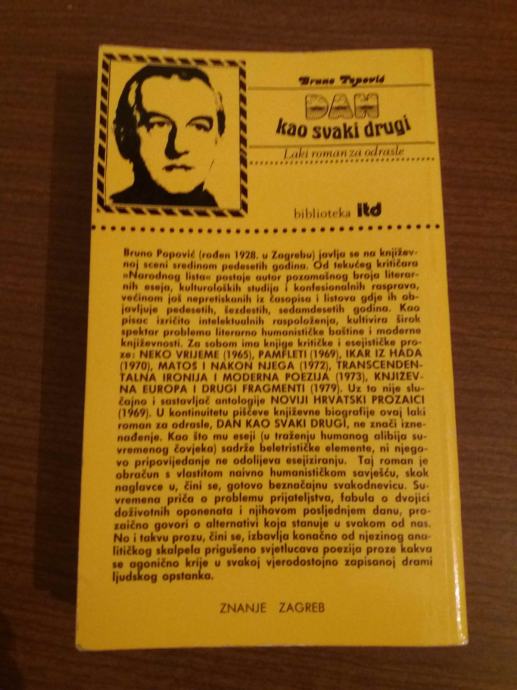 Bruno Popović
DAN
kao svaki drugi
Laki roman za odrasle
biblioteka itd
Bruno Popović (rođen 1928. u Zagrebu) javlja se na književ-
noj sceni sredinom pedesetih godina. Od tekućeg kritičara
»Narodnog lista« postaje autor pozamašnog broja literar-
nih eseja, kulturoloških studija i konfesionalnih rasprava,
većinom još nepretiskanih iz časopisa i listova gdje ih ob-
javljuje pedesetih, šezdestih, sedamdesetih godina. Kao
pisac izričito intelektualnih raspoloženja, kultivira širok
spektar problema literarno humanističke baštine i moderne
književnosti. Za sobom ima knjige kritičke i esejističke pro-
ze: NEKO VRIJEME (1965), PAMFLETI (1969), IKAR IZ HADA
(1970), MATOŠ I NAKON NJEGA (1972), TRANSCENDEN-
TALNA IRONIJA I MODERNA POEZIJA (1973), KNJIŽEV-
NA EUROPA I DRUGI FRAGMENTI (1979). Uz to nije slu-
čajno i sastavljač antologije NOVIJI HRVATSKI PROZAICI
(1969). U kontinuitetu piščeve književne biografije ovaj laki
roman za odrasle, DAN KAO SVAKI DRUGI, ne znači izne-
nađenje. Kao što mu eseji (u traženju humanog alibija su-
vremenog čovjeka) sadrže beletrističke elemente, ni njego-
vo pripovijedanje ne odolijeva esejiziranju. Taj roman je
obračun s vlastitom naivno humanističkom savješću, skok
naglavce u, čini se, gotovo beznačajnu svakodnevicu. Su-
vremena priča o problemu prijateljstva, fabula o dvojici
doživotnih oponenata i njihovom posljednjem danu, pro-
zaično govori o alternativi koja stanuje u svakom od nas.
No i takvu prozu, čini se, izbavlja konačno od njezinog ana-
litičkog skalpela prigušeno svjetlucava poezija proze kakva
se agonično krije u svakoj vjerodostojno zapisanoj drami
ljudskog opstanka.
ZNANJE ZAGREB